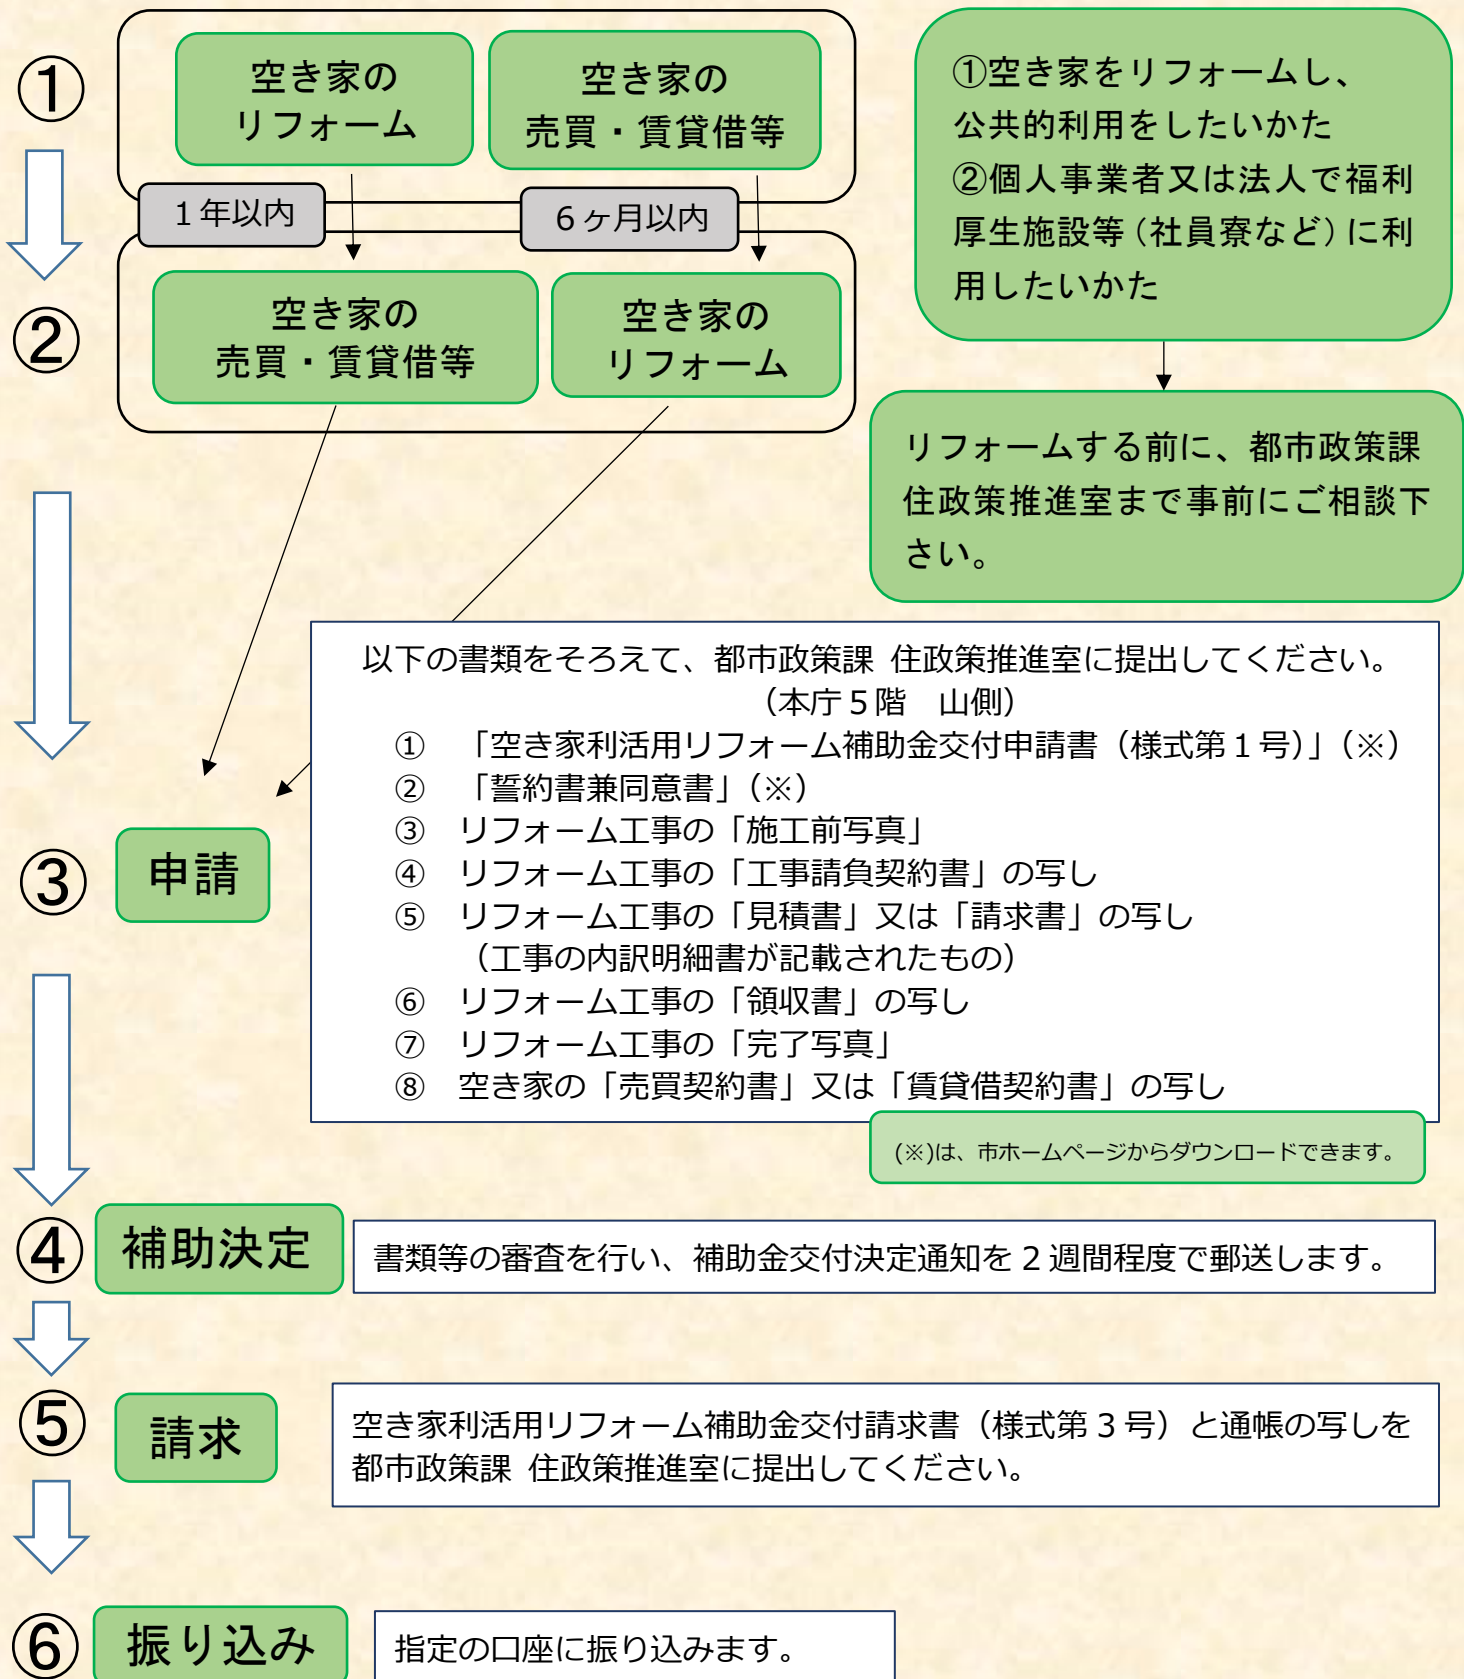 ①
空き家の
リフォーム
空き家の
売買・賃貸借等
１年以内
６ヶ月以内
②
空き家の
売買・賃貸借等
空き家の
リフォーム
①空き家をリフォームし、
公共的利用をしたいかた
②個人事業者又は法人で福利
厚生施設等（社員寮など）に利
用したいかた
リフォームする前に、都市政策課
住政策推進室まで事前にご相談下
さい。
③
申請
以下の書類をそろえて、都市政策課 住政策推進室に提出してください。
（本庁５階　山側）
①　「空き家利活用リフォーム補助金交付申請書（様式第１号）」（※）
②　「誓約書兼同意書」（※）
③　リフォーム工事の「施工前写真」
④　リフォーム工事の「工事請負契約書」の写し
⑤　リフォーム工事の「見積書」又は「請求書」の写し
（工事の内訳明細書が記載されたもの）
⑥　リフォーム工事の「領収書」の写し
⑦　リフォーム工事の「完了写真」
⑧　空き家の「売買契約書」又は「賃貸借契約書」の写し
(※)は、市ホームページからダウンロードできます。
④
補助決定
書類等の審査を行い、補助金交付決定通知を２週間程度で郵送します。
⑤
請求
空き家利活用リフォーム補助金交付請求書（様式第３号）と通帳の写しを
都市政策課 住政策推進室に提出してください。
⑥
振り込み
指定の口座に振り込みます。